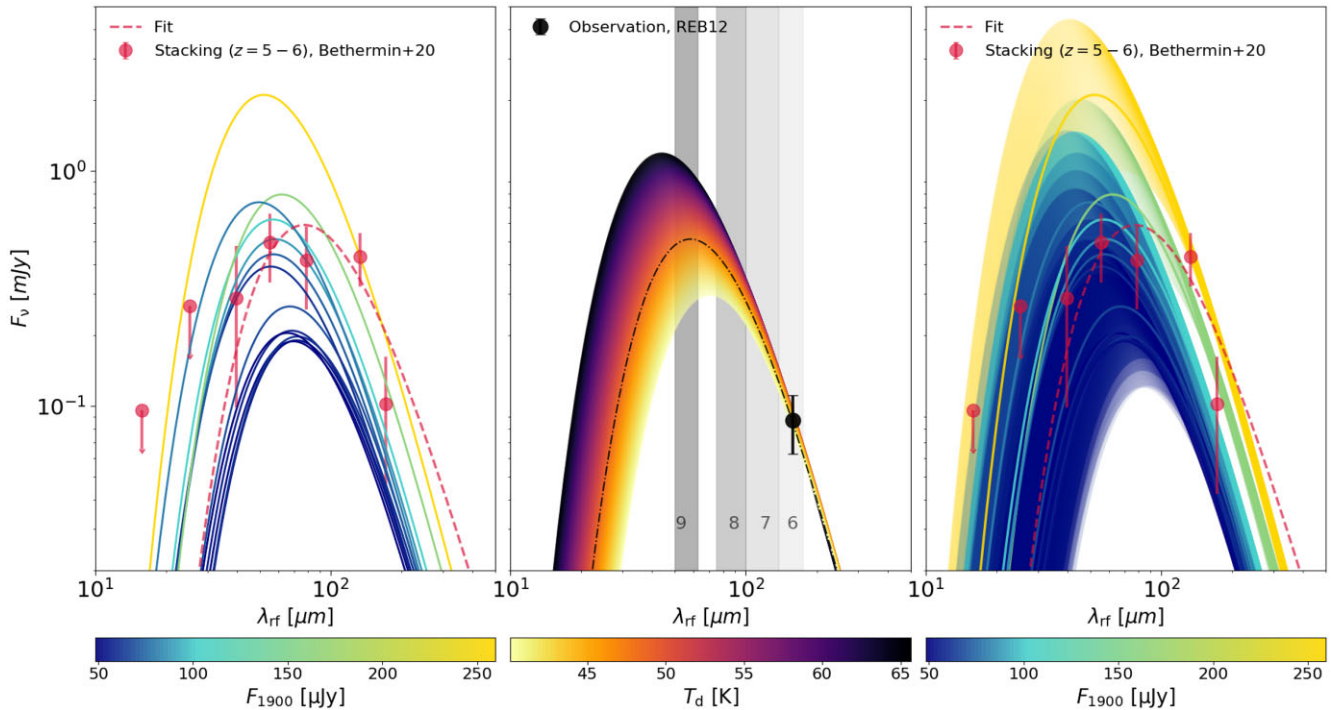 Fit
Stacking (z = 5 − 6), Bethermin+20
Observation, REB12
Fit
Stacking (z = 5 − 6), Bethermin+20
F_ν [mJy]
10^0
10^−1
9 8 7 6
10^1 10^2
10^1 10^2
10^1 10^2
λ_rf [μm]
λ_rf [μm]
λ_rf [μm]
50 100 150 200 250
45 50 55 60 65
50 100 150 200 250
F_1900 [μJy]
T_d [K]
F_1900 [μJy]